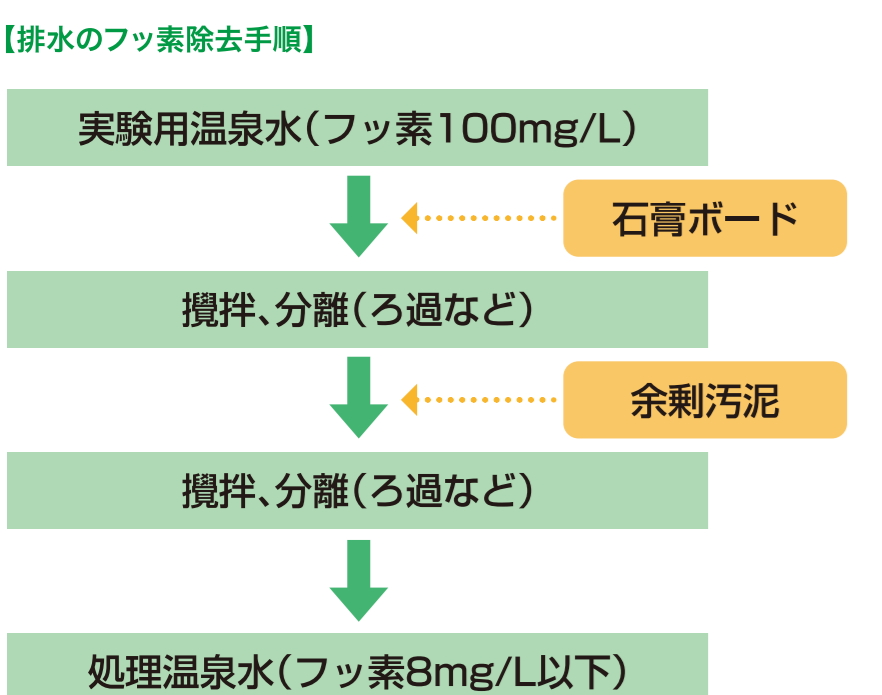 【排水のフッ素除去手順】
実験用温泉水(フッ素100mg/L)
石膏ボード
攪拌、分離(ろ過など)
余剰汚泥
攪拌、分離(ろ過など)
処理温泉水(フッ素8mg/L以下)